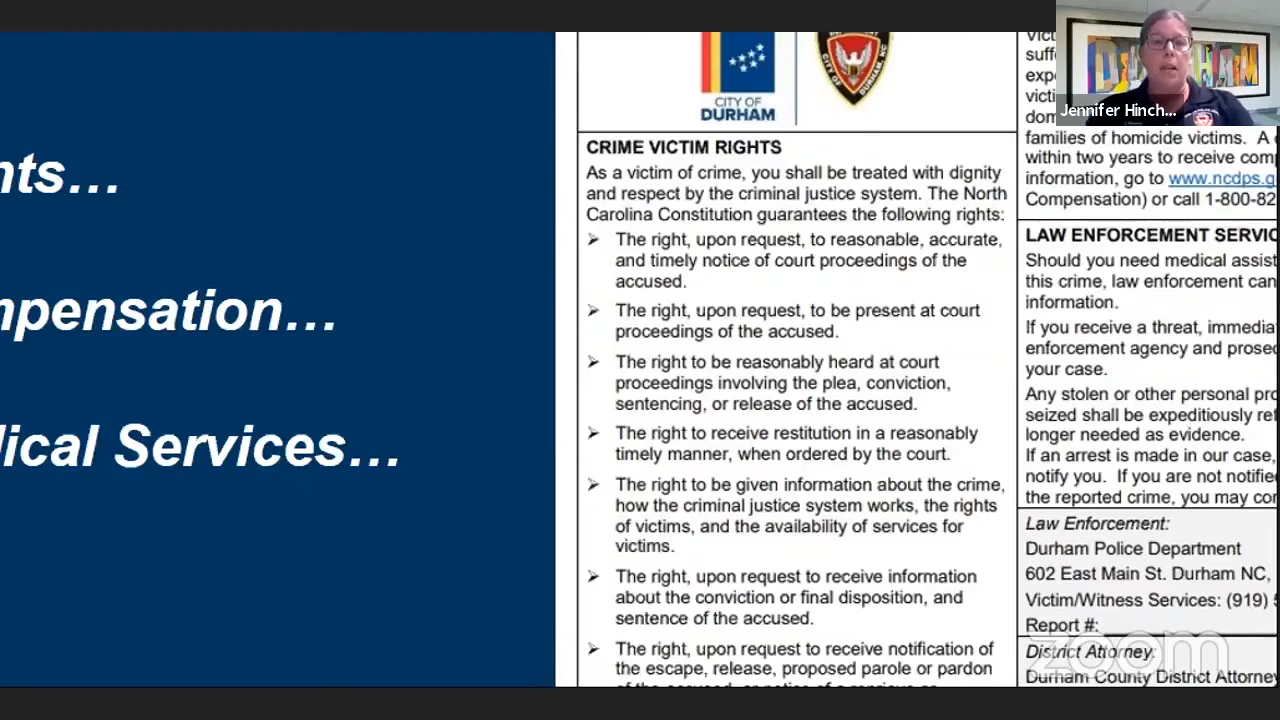 nts…
mpensation…
ical Services…
CITY OF
DURHAM
CITY OF DURHAM, NC
CRIME VICTIM RIGHTS
As a victim of crime, you shall be treated with dignity
and respect by the criminal justice system. The North
Carolina Constitution guarantees the following rights:
➢ The right, upon request, to reasonable, accurate,
and timely notice of court proceedings of the
accused.
➢ The right, upon request, to be present at court
proceedings of the accused.
➢ The right to be reasonably heard at court
proceedings involving the plea, conviction,
sentencing, or release of the accused.
➢ The right to receive restitution in a reasonably
timely manner, when ordered by the court.
➢ The right to be given information about the crime,
how the criminal justice system works, the rights
of victims, and the availability of services for
victims.
➢ The right, upon request to receive information
about the conviction or final disposition, and
sentence of the accused.
➢ The right, upon request to receive notification of
the escape, release, proposed parole or pardon
victi
families of homicide victims. A
within two years to receive com
information, go to www.ncdps.g
Compensation) or call 1-800-82
LAW ENFORCEMENT SERVIC
Should you need medical assist
this crime, law enforcement can
information.
If you receive a threat, immedia
enforcement agency and prosec
your case.
Any stolen or other personal pro
seized shall be expeditiously re
longer needed as evidence.
If an arrest is made in our case,
notify you. If you are not notifie
the reported crime, you may con
Law Enforcement:
Durham Police Department
602 East Main St. Durham NC,
Victim/Witness Services: (919) 5
Report #:
District Attorney:
Durham County District Attorney
DURHAM
Jennifer Hinch...
zoom